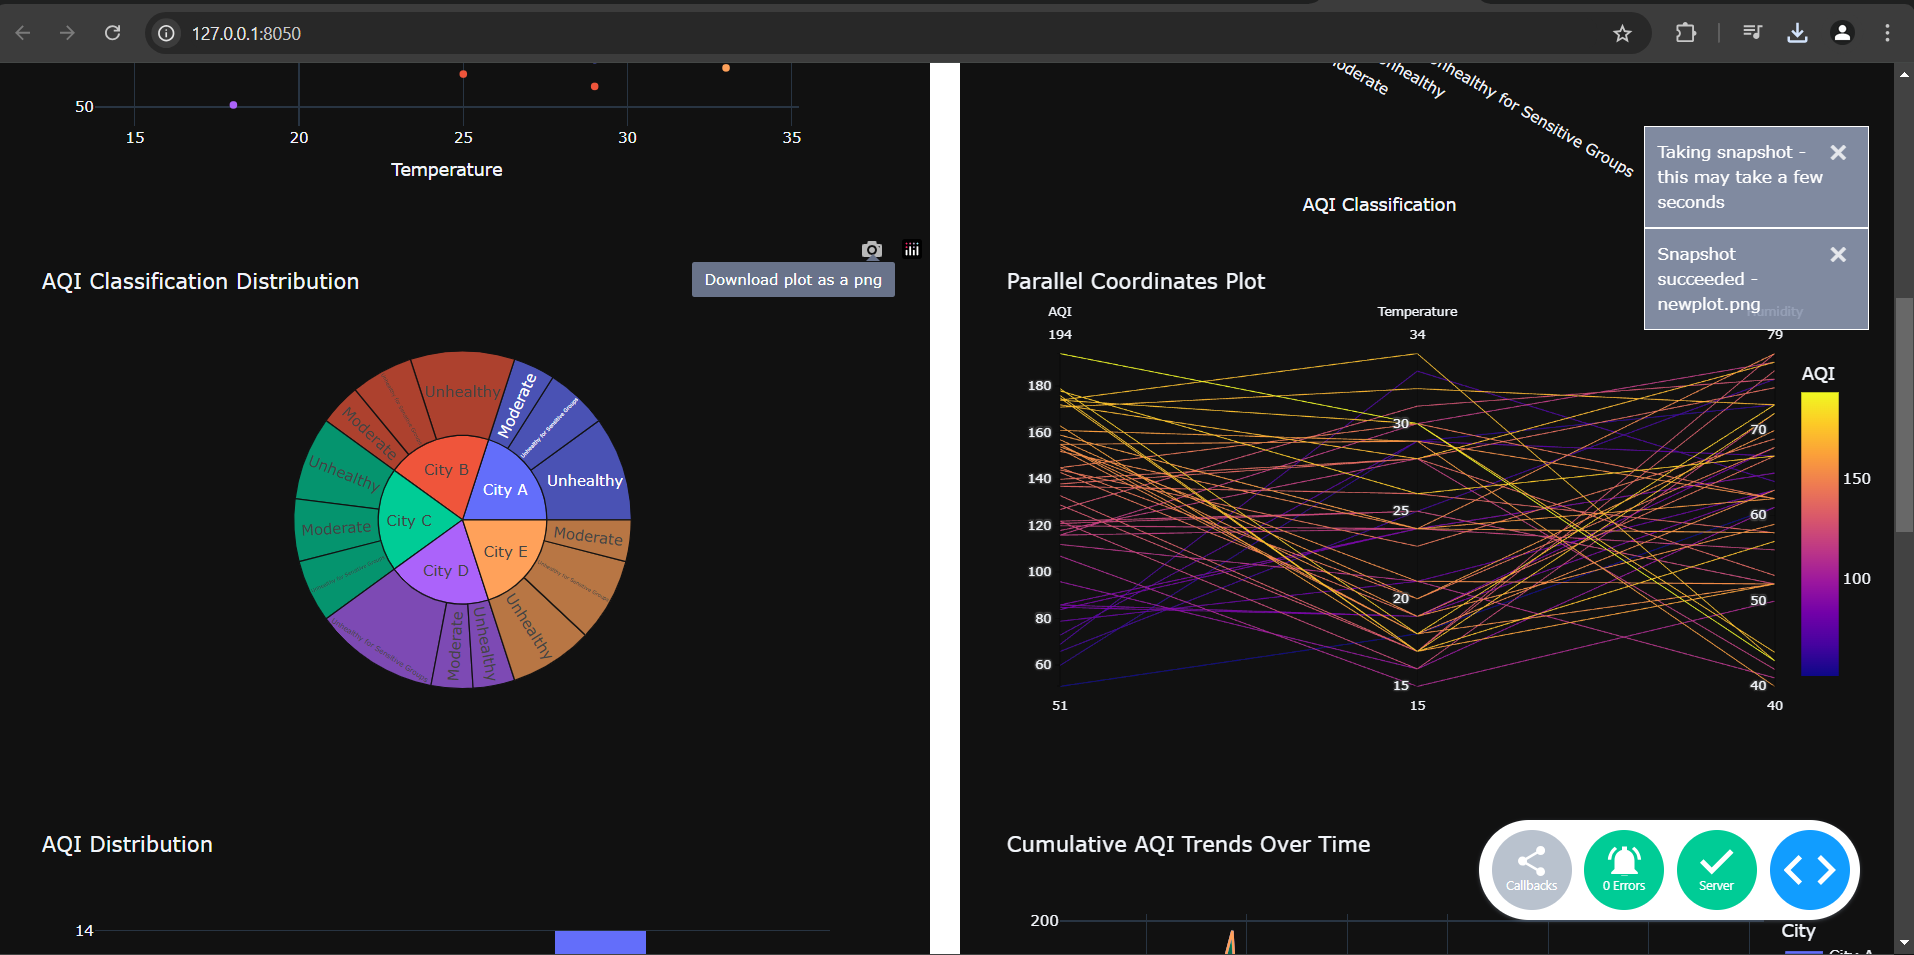 127.0.0.1:8050
50
15
20
25
30
35
Temperature
Moderate
Unhealthy
Unhealthy for Sensitive Groups
AQI Classification
Taking snapshot -
this may take a few
seconds
Snapshot
succeeded -
newplot.png
Download plot as a png
AQI Classification Distribution
Unhealthy
Moderate
Unhealthy for Sensitive Groups
Unhealthy
Moderate
City B
City A
Unhealthy
City C
Moderate
City E
Moderate
City D
Unhealthy for Sensitive Groups
Unhealthy for Sensitive Groups
Moderate
Unhealthy
Unhealthy
Parallel Coordinates Plot
AQI
Temperature
Humidity
194
34
79
AQI
180
160
140
120
100
80
60
51
30
25
20
15
15
70
60
50
40
40
150
100
AQI Distribution
14
Cumulative AQI Trends Over Time
200
Callbacks
0 Errors
Server
City
City A